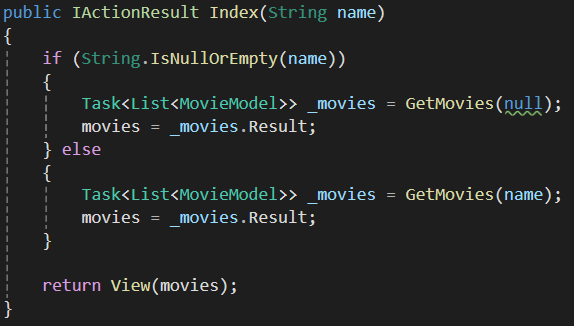 public IActionResult Index(String name)
{
    if (String.IsNullOrEmpty(name))
    {
        Task<List<MovieModel>> _movies = GetMovies(null);
        movies = _movies.Result;
    } else
    {
        Task<List<MovieModel>> _movies = GetMovies(name);
        movies = _movies.Result;
    }

    return View(movies);
}